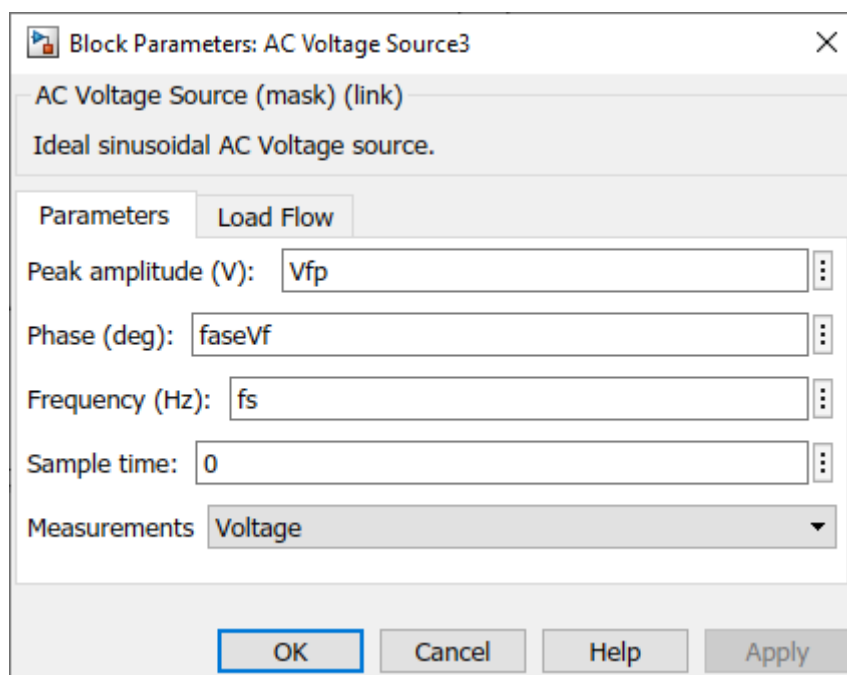 Block Parameters: AC Voltage Source3
AC Voltage Source (mask) (link)
Ideal sinusoidal AC Voltage source.
Parameters Load Flow
Peak amplitude (V): Vfp
Phase (deg): faseVf
Frequency (Hz): fs
Sample time: 0
Measurements Voltage
OK Cancel Help Apply